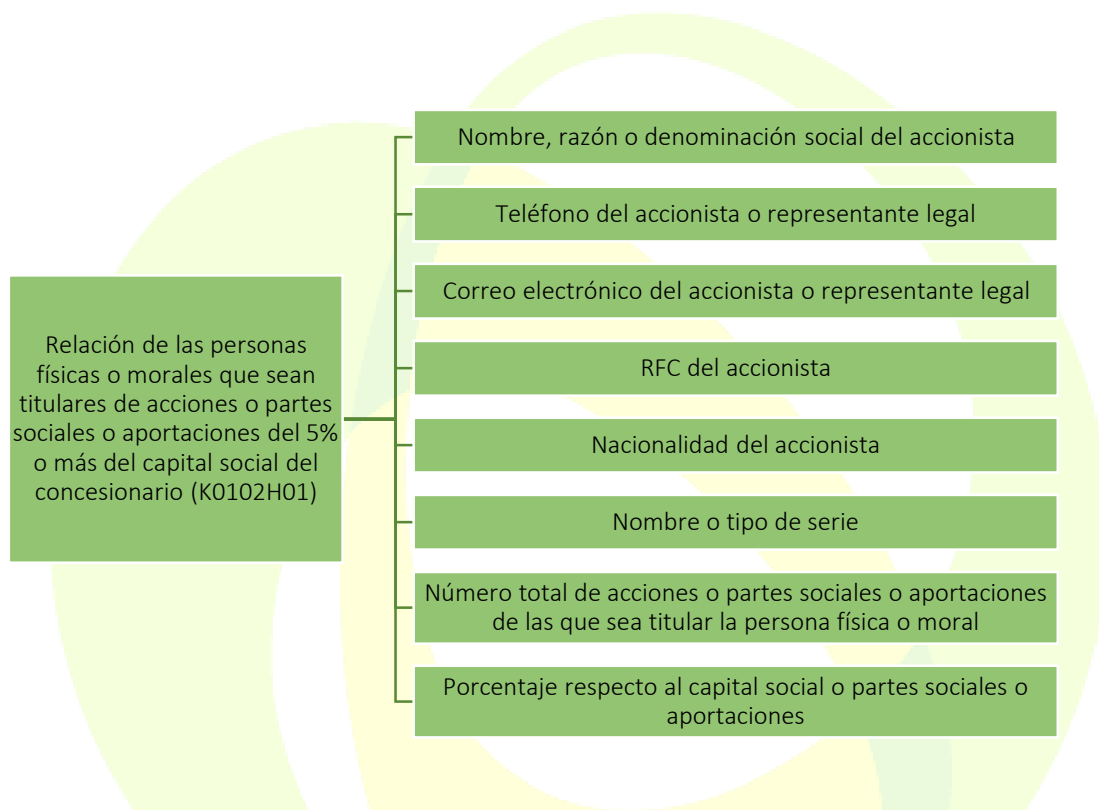 Nombre, razón o denominación social del accionista
Teléfono del accionista o representante legal
Correo electrónico del accionista o representante legal
Relación de las personas
físicas o morales que sean
titulares de acciones o partes
sociales o aportaciones del 5%
o más del capital social del
concesionario (K0102H01)
RFC del accionista
Nacionalidad del accionista
Nombre o tipo de serie
Número total de acciones o partes sociales o aportaciones
de las que sea titular la persona física o moral
Porcentaje respecto al capital social o partes sociales o
aportaciones